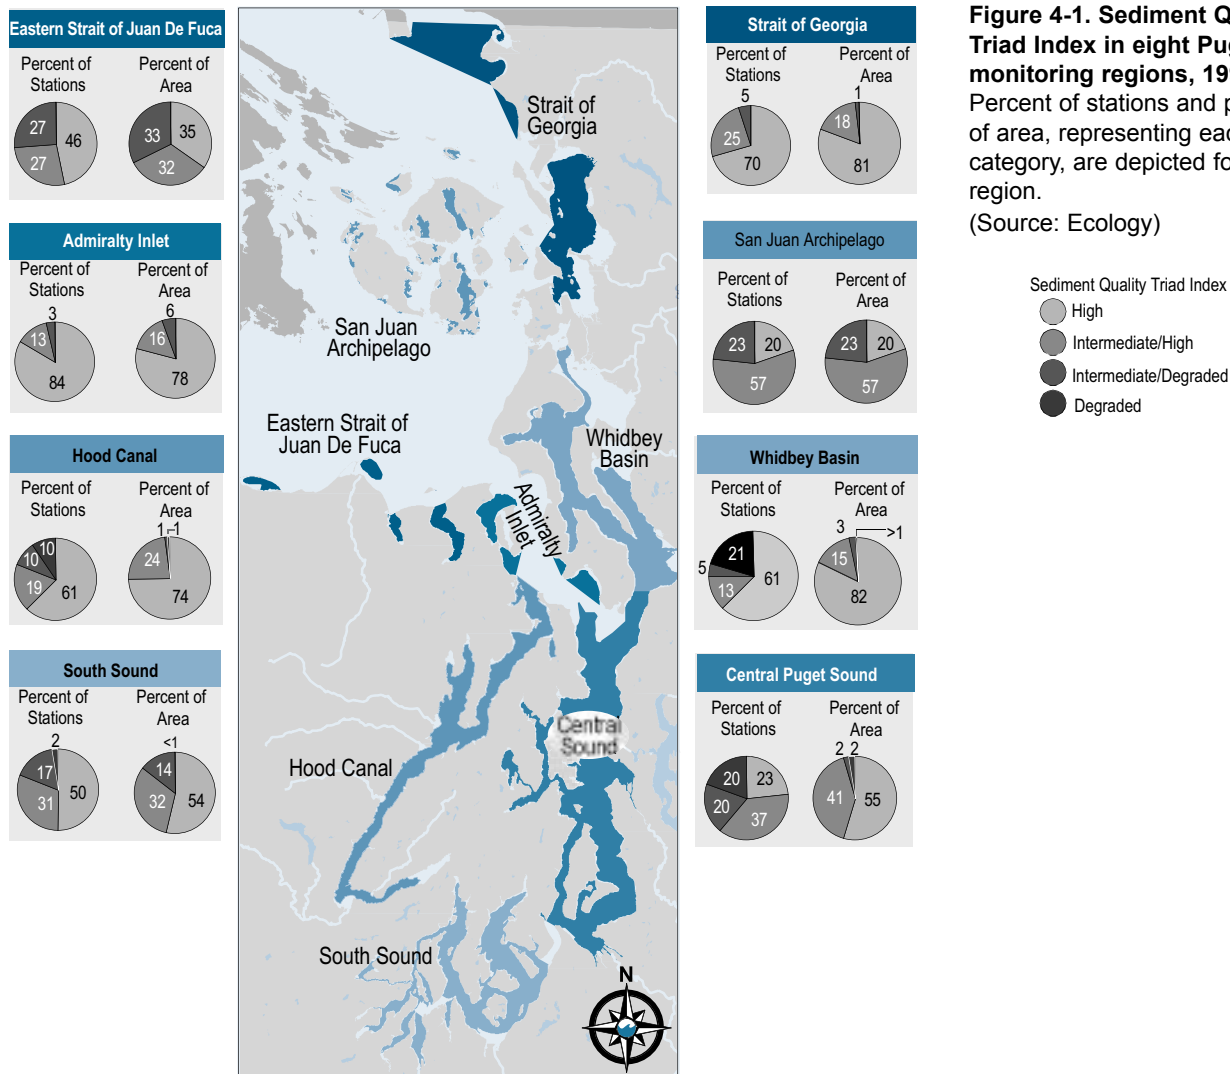 Eastern Strait of Juan De Fuca
Percent of
Stations
Percent of
Area
27
46
27
33
35
32
Admiralty Inlet
Percent of
Stations
Percent of
Area
3
13
84
6
16
78
Hood Canal
Percent of
Stations
Percent of
Area
10
10
19
61
1
1
24
74
South Sound
Percent of
Stations
Percent of
Area
2
17
31
50
<1
14
32
54
Strait of
Georgia
San Juan
Archipelago
Eastern Strait of
Juan De Fuca
Whidbey
Basin
Admiralty
Inlet
Central
Sound
Hood Canal
South Sound
N
Strait of Georgia
Percent of
Stations
Percent of
Area
5
25
70
1
18
81
San Juan Archipelago
Percent of
Stations
Percent of
Area
23
20
57
23
20
57
Whidbey Basin
Percent of
Stations
Percent of
Area
21
5
13
61
3
>1
15
82
Central Puget Sound
Percent of
Stations
Percent of
Area
20
23
20
37
2
2
41
55
Figure 4-1. Sediment Q
Triad Index in eight Pug
monitoring regions, 19
Percent of stations and p
of area, representing eac
category, are depicted fo
region.
(Source: Ecology)
Sediment Quality Triad Index
High
Intermediate/High
Intermediate/Degraded
Degraded